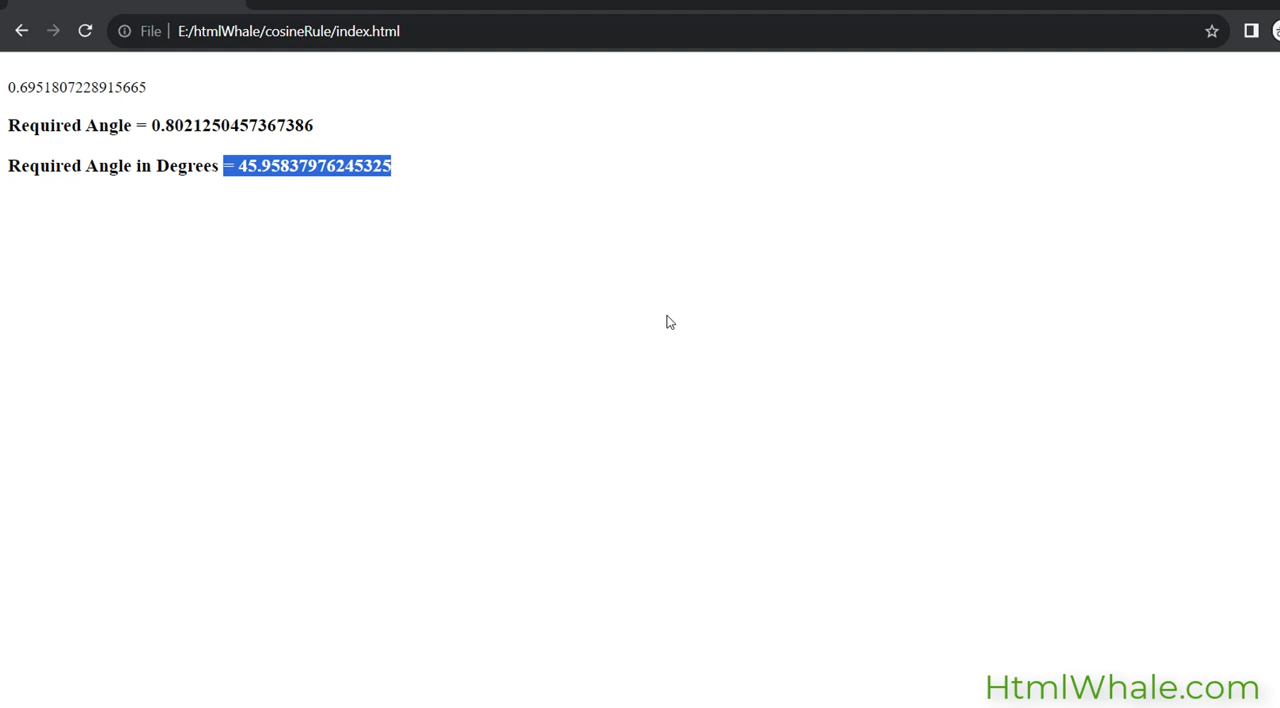 File E:/htmlWhale/cosineRule/index.html
0.6951807228915665
Required Angle = 0.8021250457367386
Required Angle in Degrees = 45.95837976245325
HtmlWhale.com